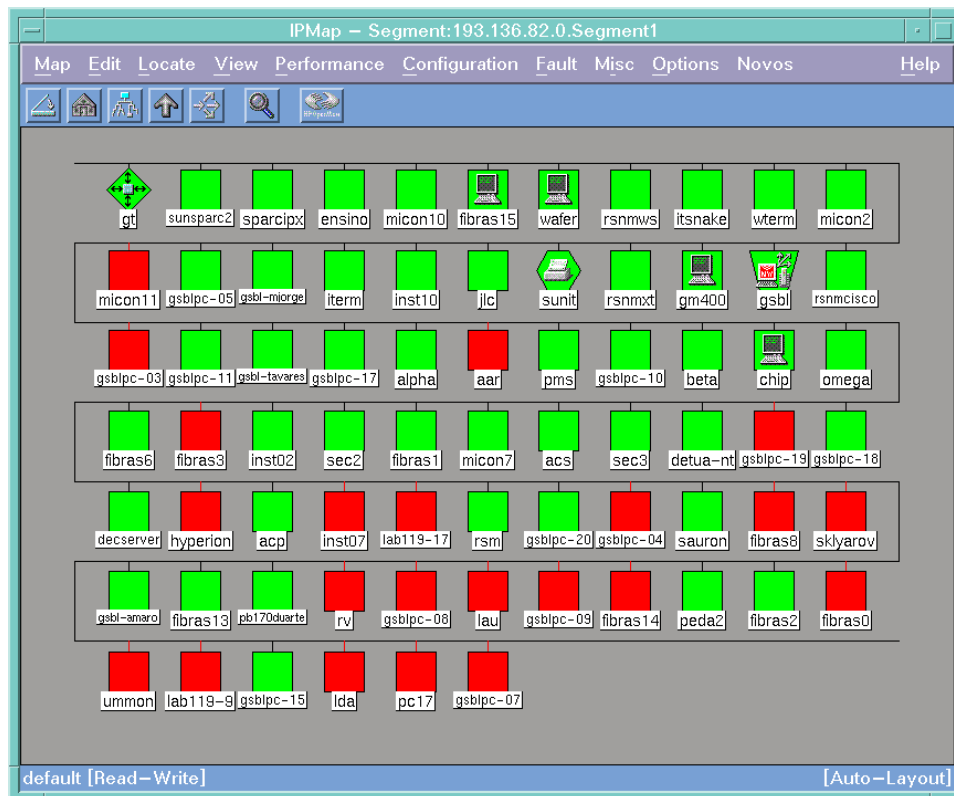 IPMap – Segment:193.136.82.0.Segment1
Map Edit Locate View Performance Configuration Fault Misc Options Novos Help
HP OpenView
gt sunsparc2 sparcipx ensino micon10 fibras15 wafer rsnmws itsnake wterm micon2
micon11 gsblpc-05 gsbl-mjorge iterm inst10 jlc sunit rsnmxt gm400 gsbl rsnmcisco
gsblpc-03 gsblpc-11 gsbl-tavares gsblpc-17 alpha aar pms gsblpc-10 beta chip omega
fibras6 fibras3 inst02 sec2 fibras1 micon7 acs sec3 detua-nt gsblpc-19 gsblpc-18
decserver hyperion acp inst07 lab119-17 rsm gsblpc-20 gsblpc-04 sauron fibras8 sklyarov
gsbl-amaro fibras13 pb170duarte rv gsblpc-08 lau gsblpc-09 fibras14 peda2 fibras2 fibras0
ummon lab119-9 gsblpc-15 lda pc17 gsblpc-07
default [Read-Write] [Auto-Layout]